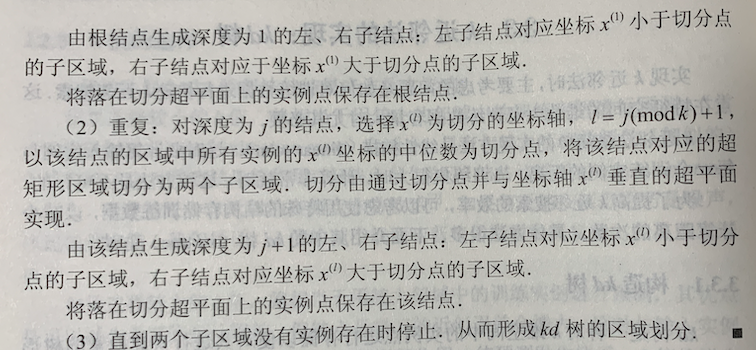 由根结点生成深度为 1 的左、右子结点：左子结点对应坐标 x⁽¹⁾ 小于切分点
的子区域，右子结点对应于坐标 x⁽¹⁾ 大于切分点的子区域．
将落在切分超平面上的实例点保存在根结点．
（2）重复：对深度为 j 的结点，选择 x⁽ˡ⁾ 为切分的坐标轴，l = j(mod k)+1，
以该结点的区域中所有实例的 x⁽ˡ⁾ 坐标的中位数为切分点，将该结点对应的超
矩形区域切分为两个子区域．切分由通过切分点并与坐标轴 x⁽ˡ⁾ 垂直的超平面
实现．
由该结点生成深度为 j+1 的左、右子结点：左子结点对应坐标 x⁽ˡ⁾ 小于切分
点的子区域，右子结点对应坐标 x⁽ˡ⁾ 大于切分点的子区域．
将落在切分超平面上的实例点保存在该结点．
（3）直到两个子区域没有实例存在时停止．从而形成 kd 树的区域划分．■